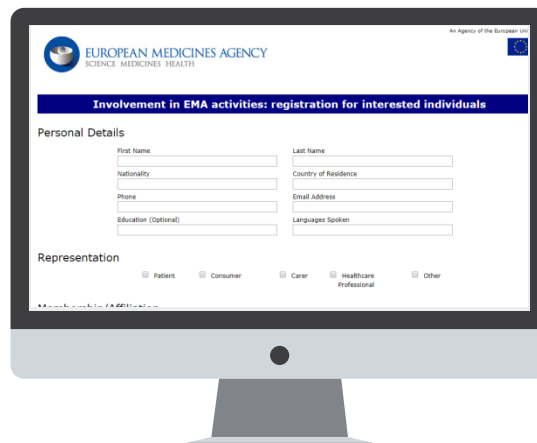 An Agency of the European Uni
EUROPEAN MEDICINES AGENCY
SCIENCE MEDICINES HEALTH
Involvement in EMA activities: registration for interested individuals
Personal Details
First Name Last Name
Nationality Country of Residence
Phone Email Address
Education (Optional) Languages Spoken
Representation
Patient Consumer Carer Healthcare Professional Other
Membership/Affiliation